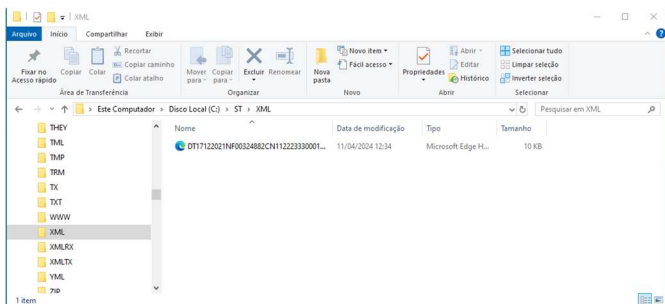 XML
Arquivo Início Compartilhar Exibir
Fixar no Acesso rápido
Copiar
Colar
Recortar
Copiar caminho
Colar atalho
Área de Transferência
Mover para
Copiar para
Excluir
Renomear
Organizar
Nova pasta
Novo item
Fácil acesso
Novo
Propriedades
Abrir
Editar
Histórico
Abrir
Selecionar tudo
Limpar seleção
Inverter seleção
Selecionar
Este Computador > Disco Local (C:) > ST > XML
Pesquisar em XML
Nome Data de modificação Tipo Tamanho
DT17122021NF00324882CN112223330001... 11/04/2024 12:34 Microsoft Edge H... 10 KB
THEY
TML
TMP
TRM
TX
TXT
WWW
XML
XMLRX
XMLTX
YML
ZIP
1 item